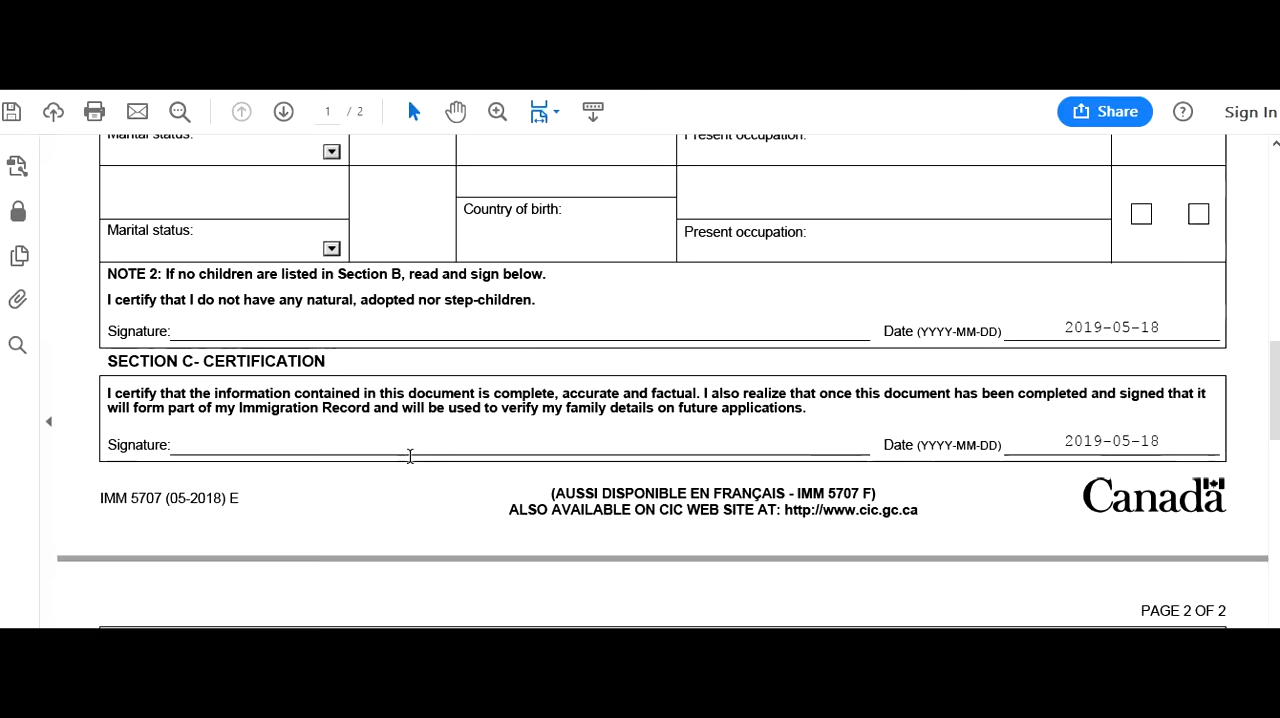 1 / 2
Share
Sign In
Marital status:
Present occupation:
Country of birth:
Marital status:
Present occupation:
NOTE 2: If no children are listed in Section B, read and sign below.
I certify that I do not have any natural, adopted nor step-children.
Signature: Date (YYYY-MM-DD) 2019-05-18
SECTION C- CERTIFICATION
I certify that the information contained in this document is complete, accurate and factual. I also realize that once this document has been completed and signed that it
will form part of my Immigration Record and will be used to verify my family details on future applications.
Signature: Date (YYYY-MM-DD) 2019-05-18
IMM 5707 (05-2018) E
(AUSSI DISPONIBLE EN FRANÇAIS - IMM 5707 F)
ALSO AVAILABLE ON CIC WEB SITE AT: http://www.cic.gc.ca
Canada
PAGE 2 OF 2